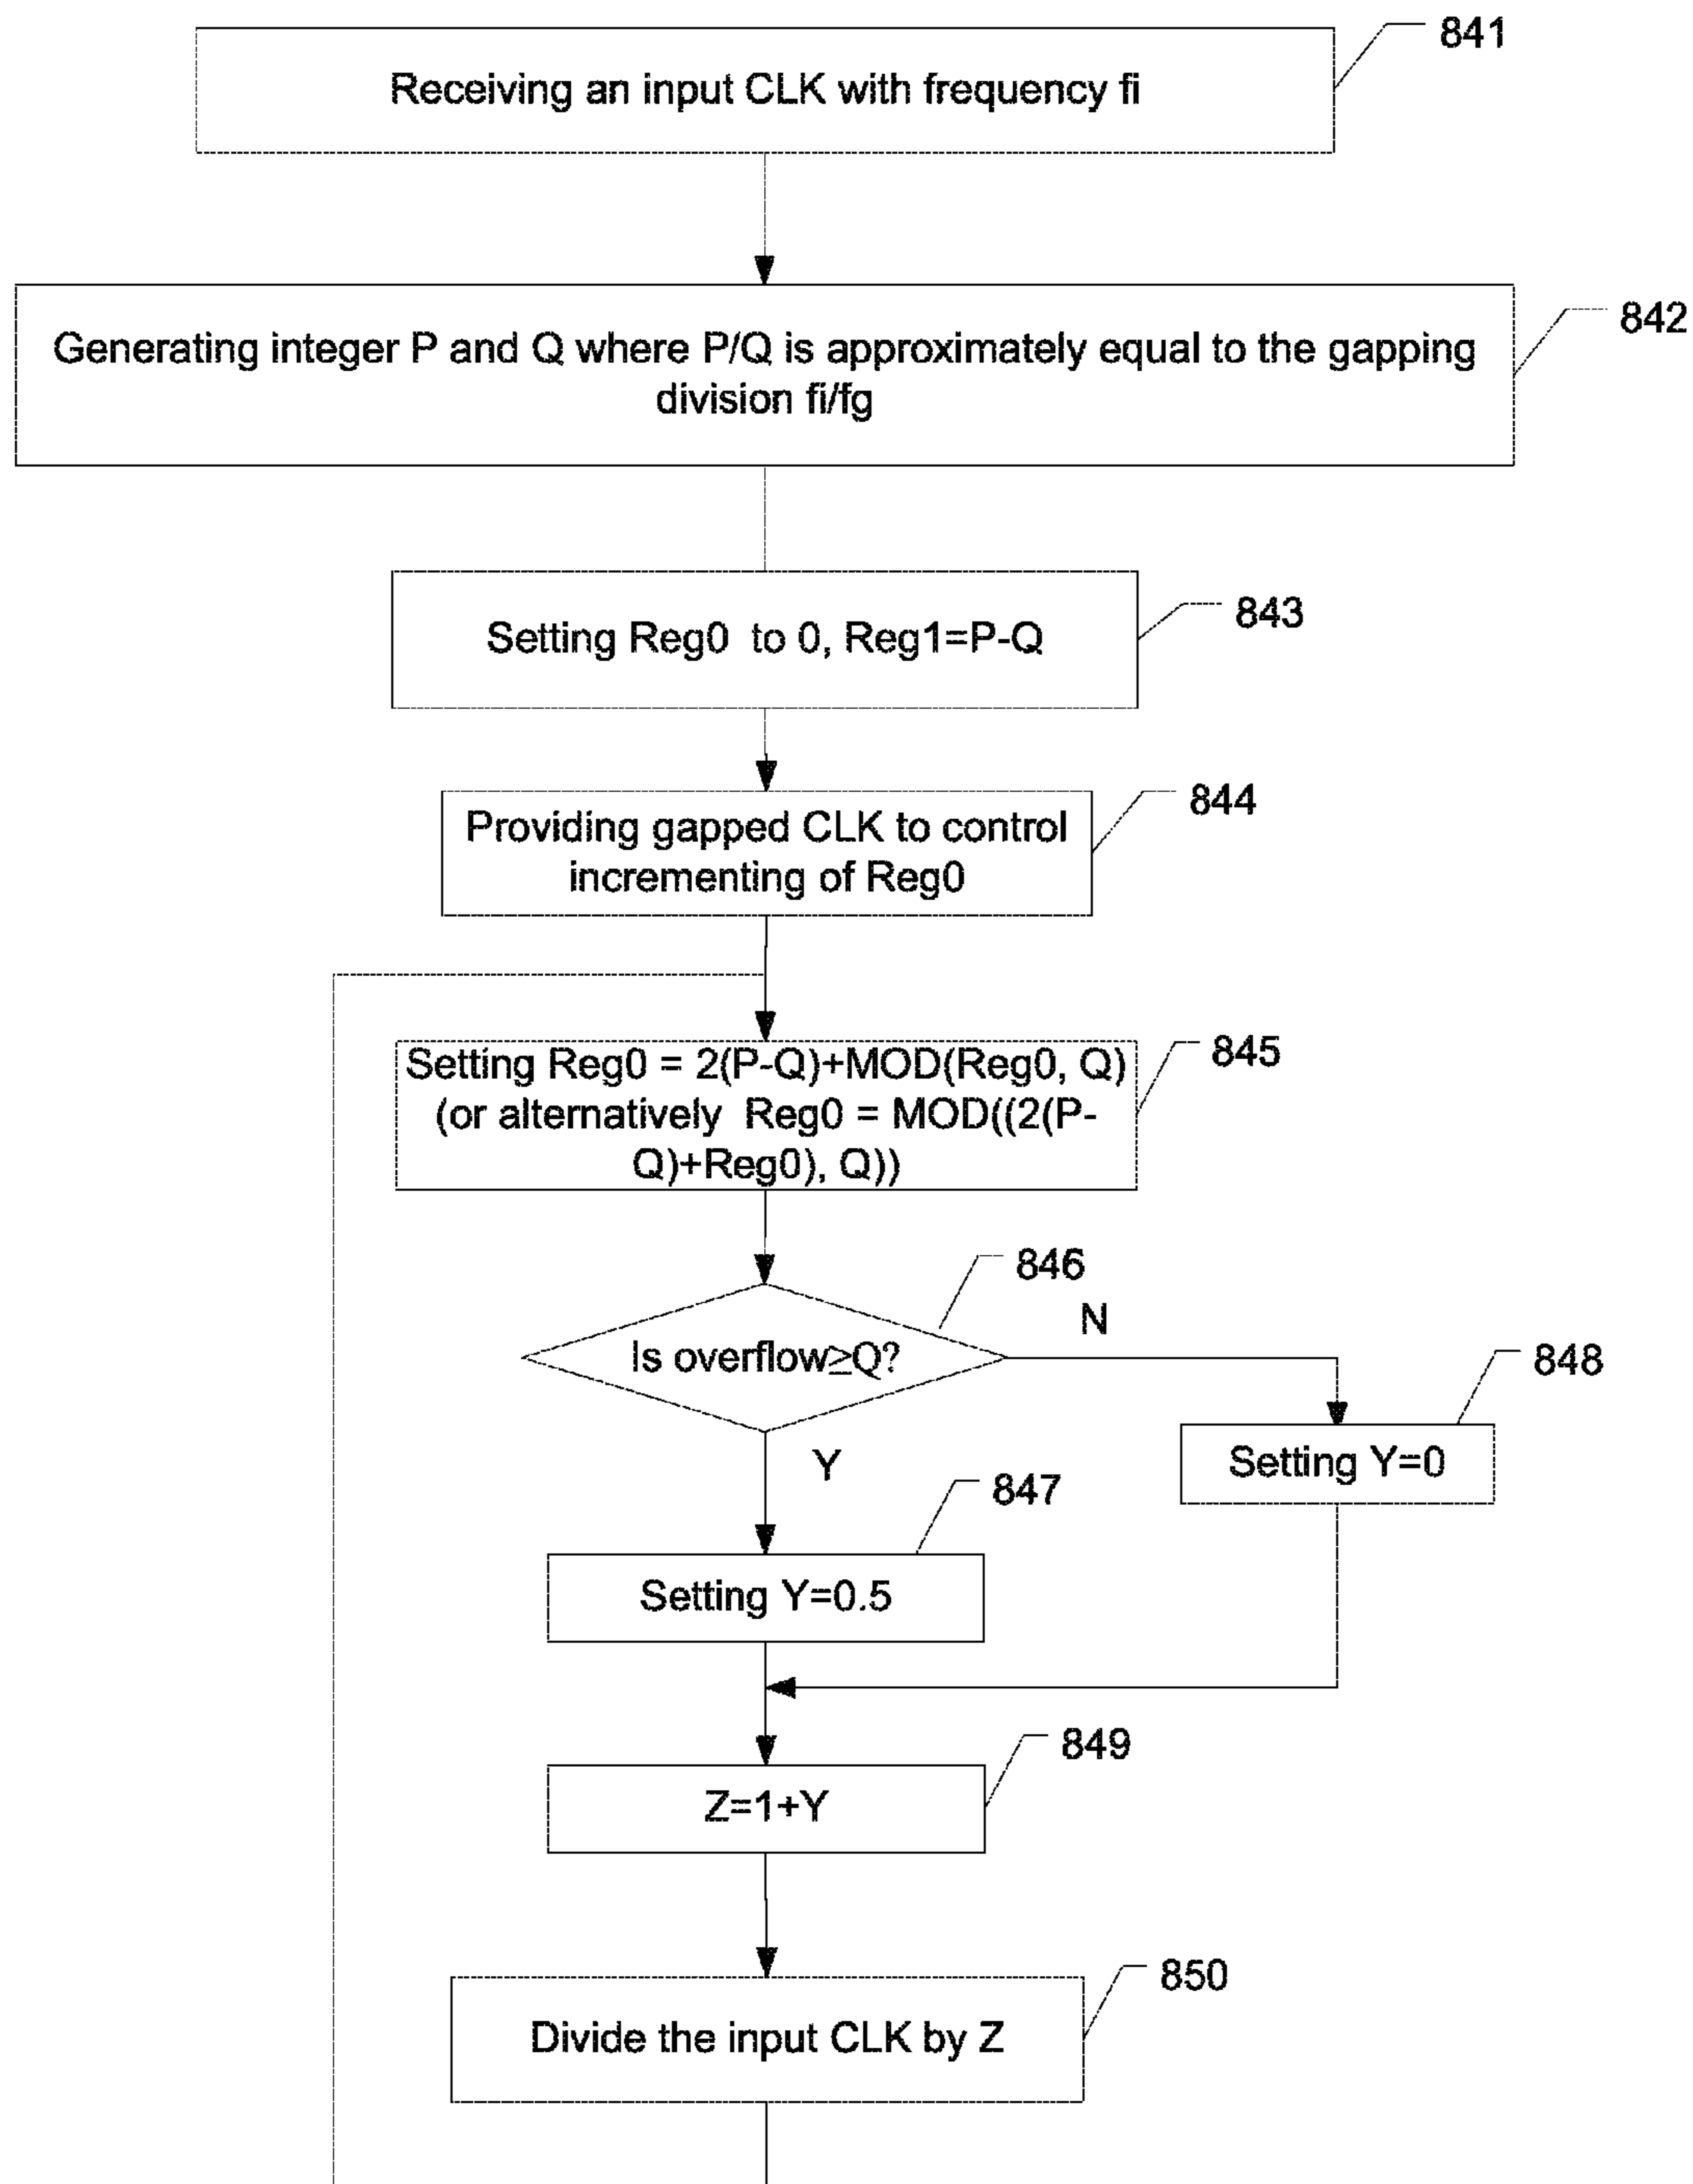 841
Receiving an input CLK with frequency fi
842
Generating integer P and Q where P/Q is approximately equal to the gapping
division fi/fg
843
Setting Reg0 to 0, Reg1=P-Q
844
Providing gapped CLK to control
incrementing of Reg0
845
Setting Reg0 = 2(P-Q)+MOD(Reg0, Q)
(or alternatively Reg0 = MOD((2(P-
Q)+Reg0), Q))
846
N
Is overflow≥Q?
848
Setting Y=0
Y
847
Setting Y=0.5
849
Z=1+Y
850
Divide the input CLK by Z